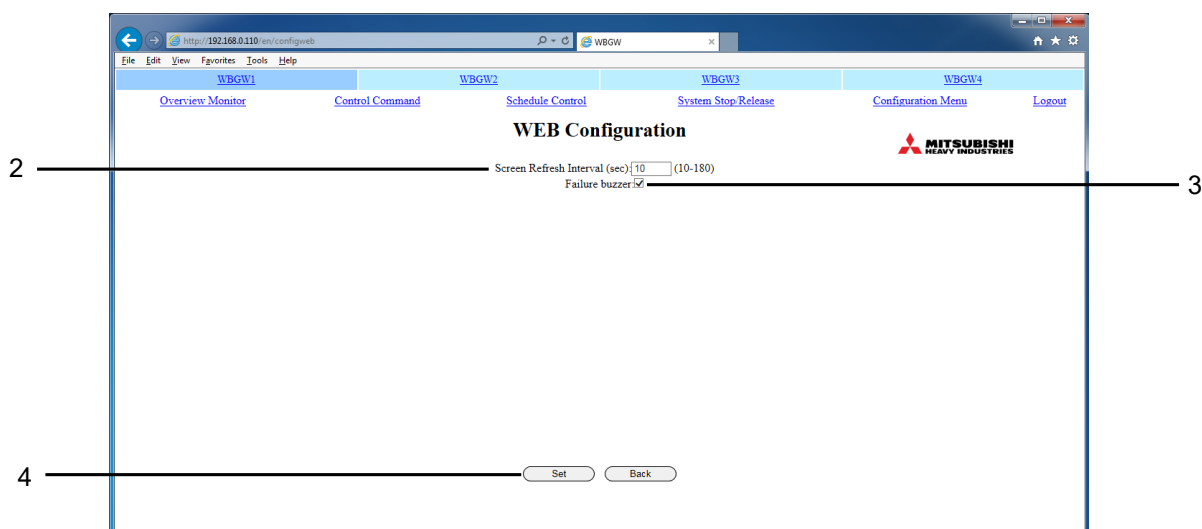 http://192.168.0.110/en/configweb WBGW
File Edit View Favorites Tools Help
WBGW1 WBGW2 WBGW3 WBGW4
Overview Monitor Control Command Schedule Control System Stop/Release Configuration Menu Logout
WEB Configuration
MITSUBISHI
HEAVY INDUSTRIES
2 Screen Refresh Interval (sec): 10 (10-180)
Failure buzzer: 3
4 Set Back